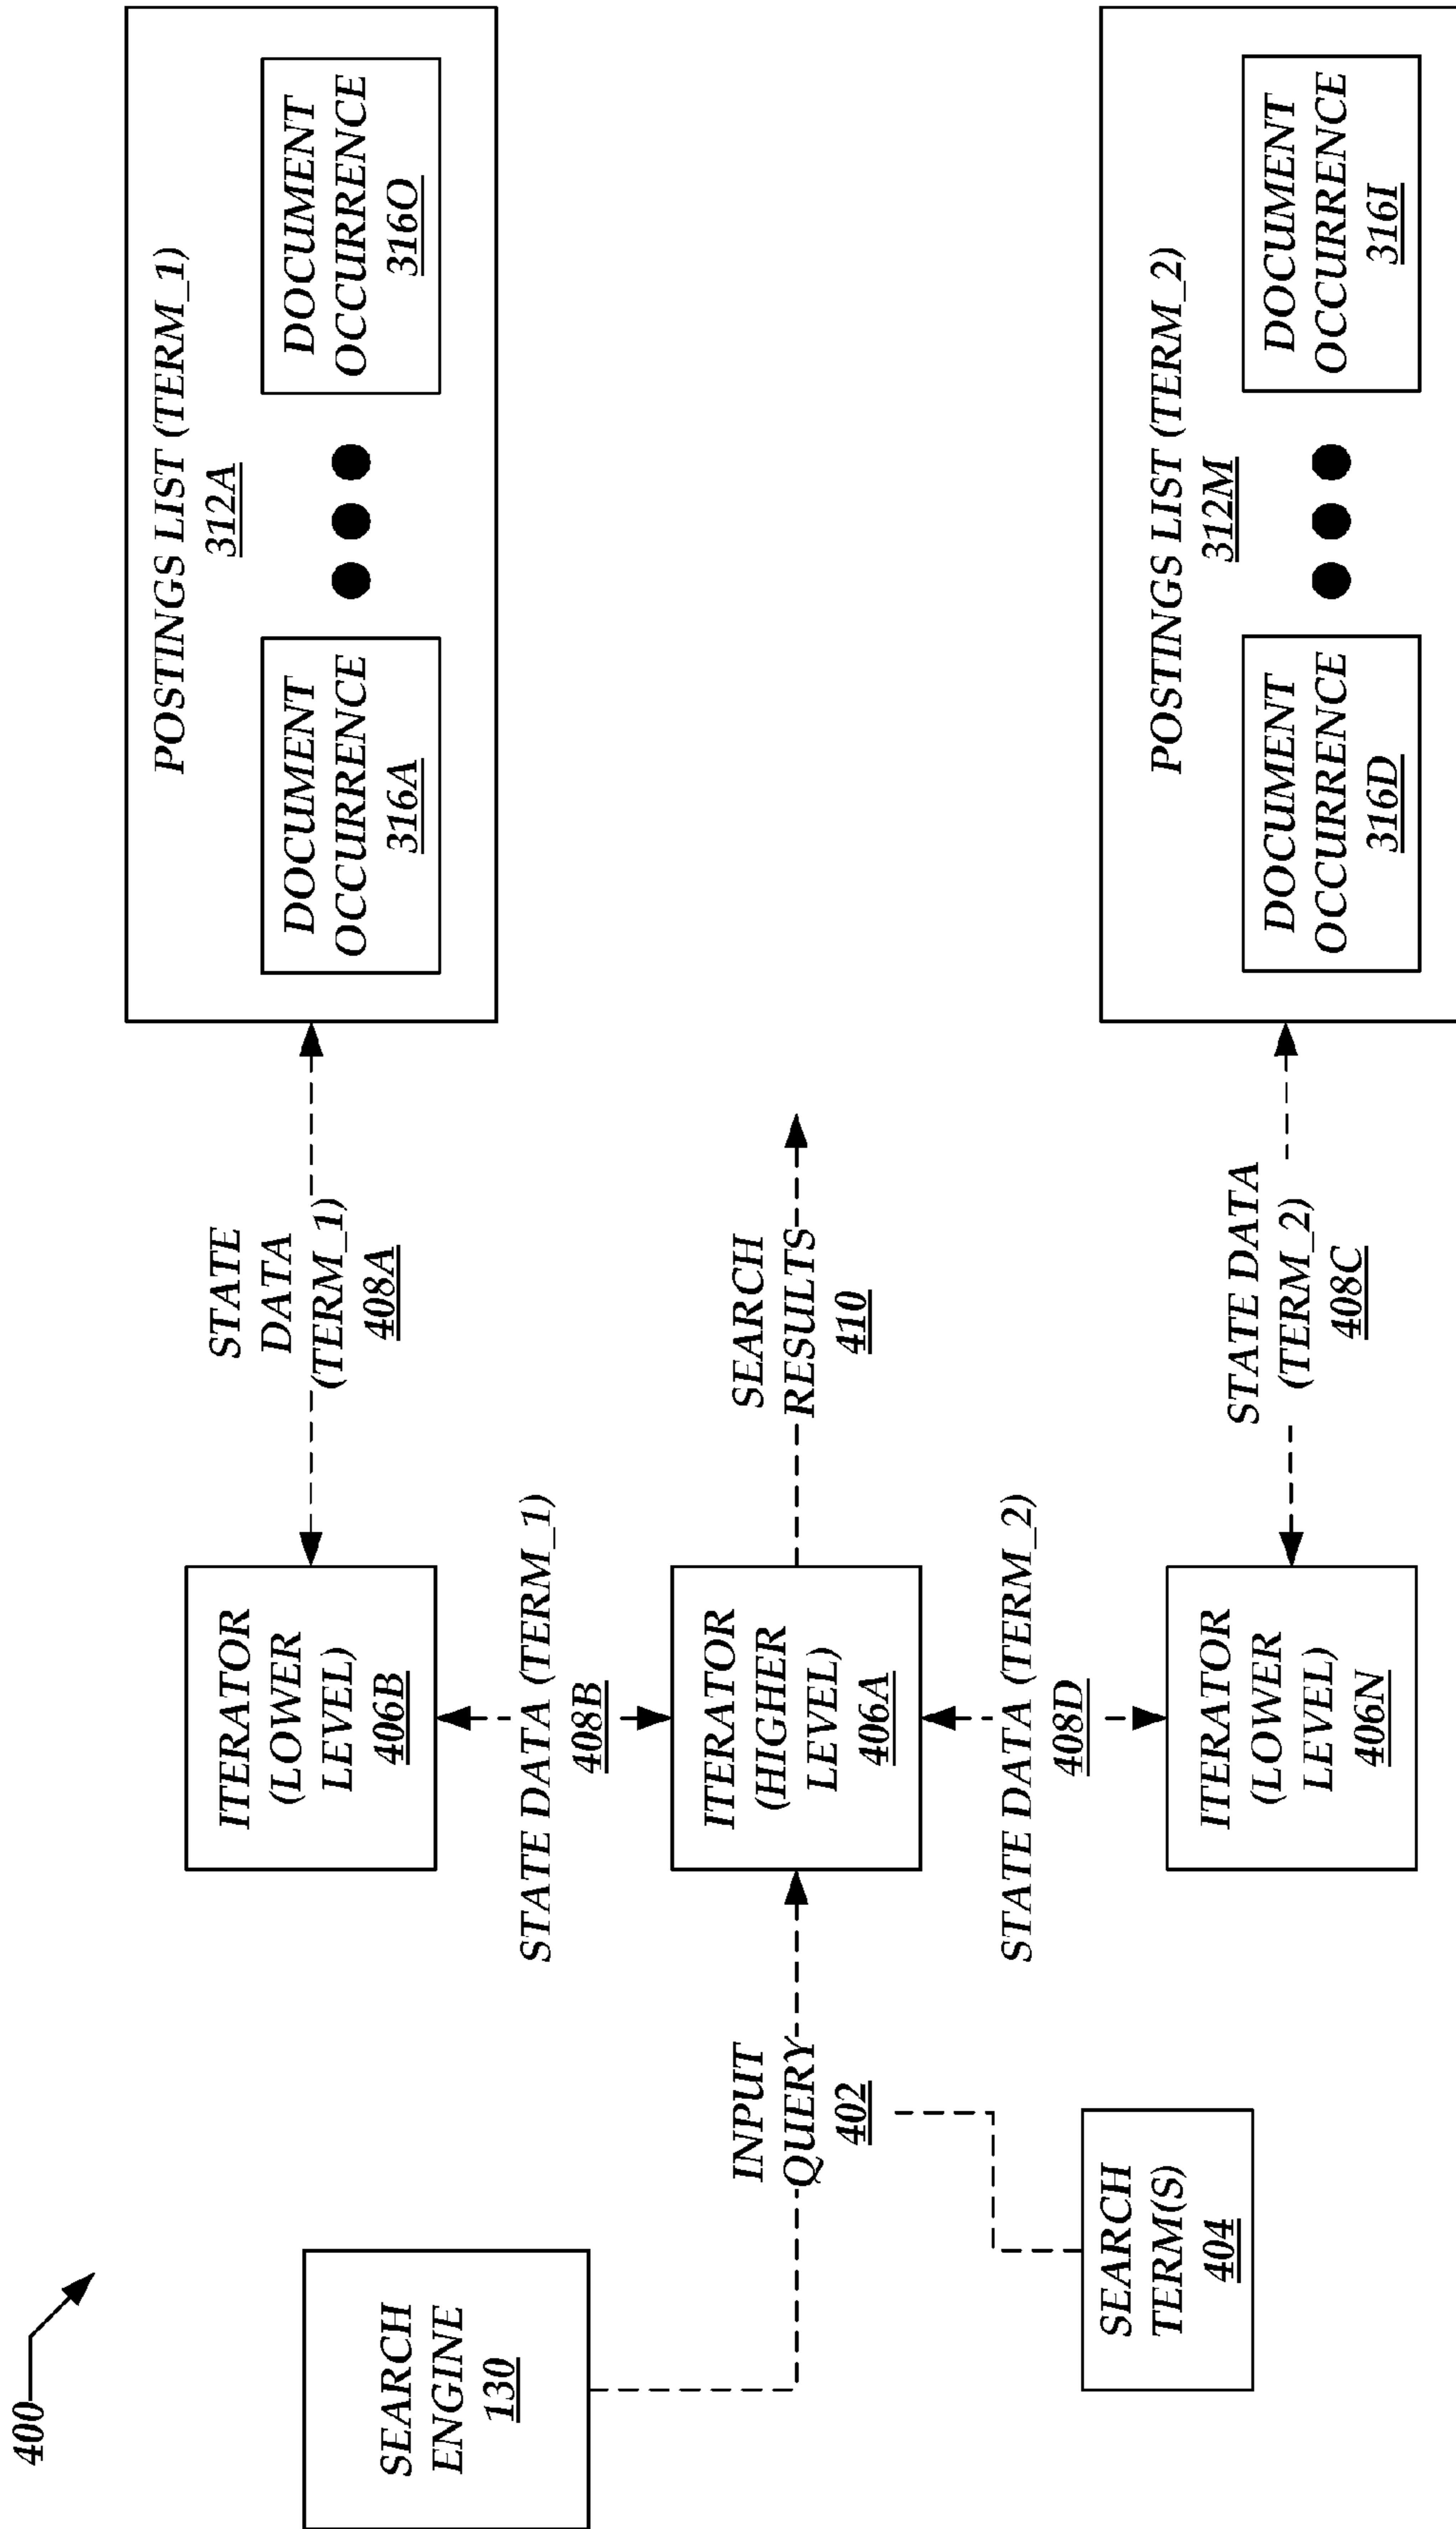 400
SEARCH
ENGINE
130
INPUT
QUERY
402
SEARCH
TERM(S)
404
ITERATOR
(LOWER
LEVEL)
406B
STATE DATA (TERM_1)
408B
ITERATOR
(HIGHER
LEVEL)
406A
STATE DATA (TERM_2)
408D
ITERATOR
(LOWER
LEVEL)
406N
STATE
DATA
(TERM_1)
408A
SEARCH
RESULTS
410
STATE DATA
(TERM_2)
408C
POSTINGS LIST (TERM_1)
312A
DOCUMENT
OCCURRENCE
316A
DOCUMENT
OCCURRENCE
316O
POSTINGS LIST (TERM_2)
312M
DOCUMENT
OCCURRENCE
316D
DOCUMENT
OCCURRENCE
316I